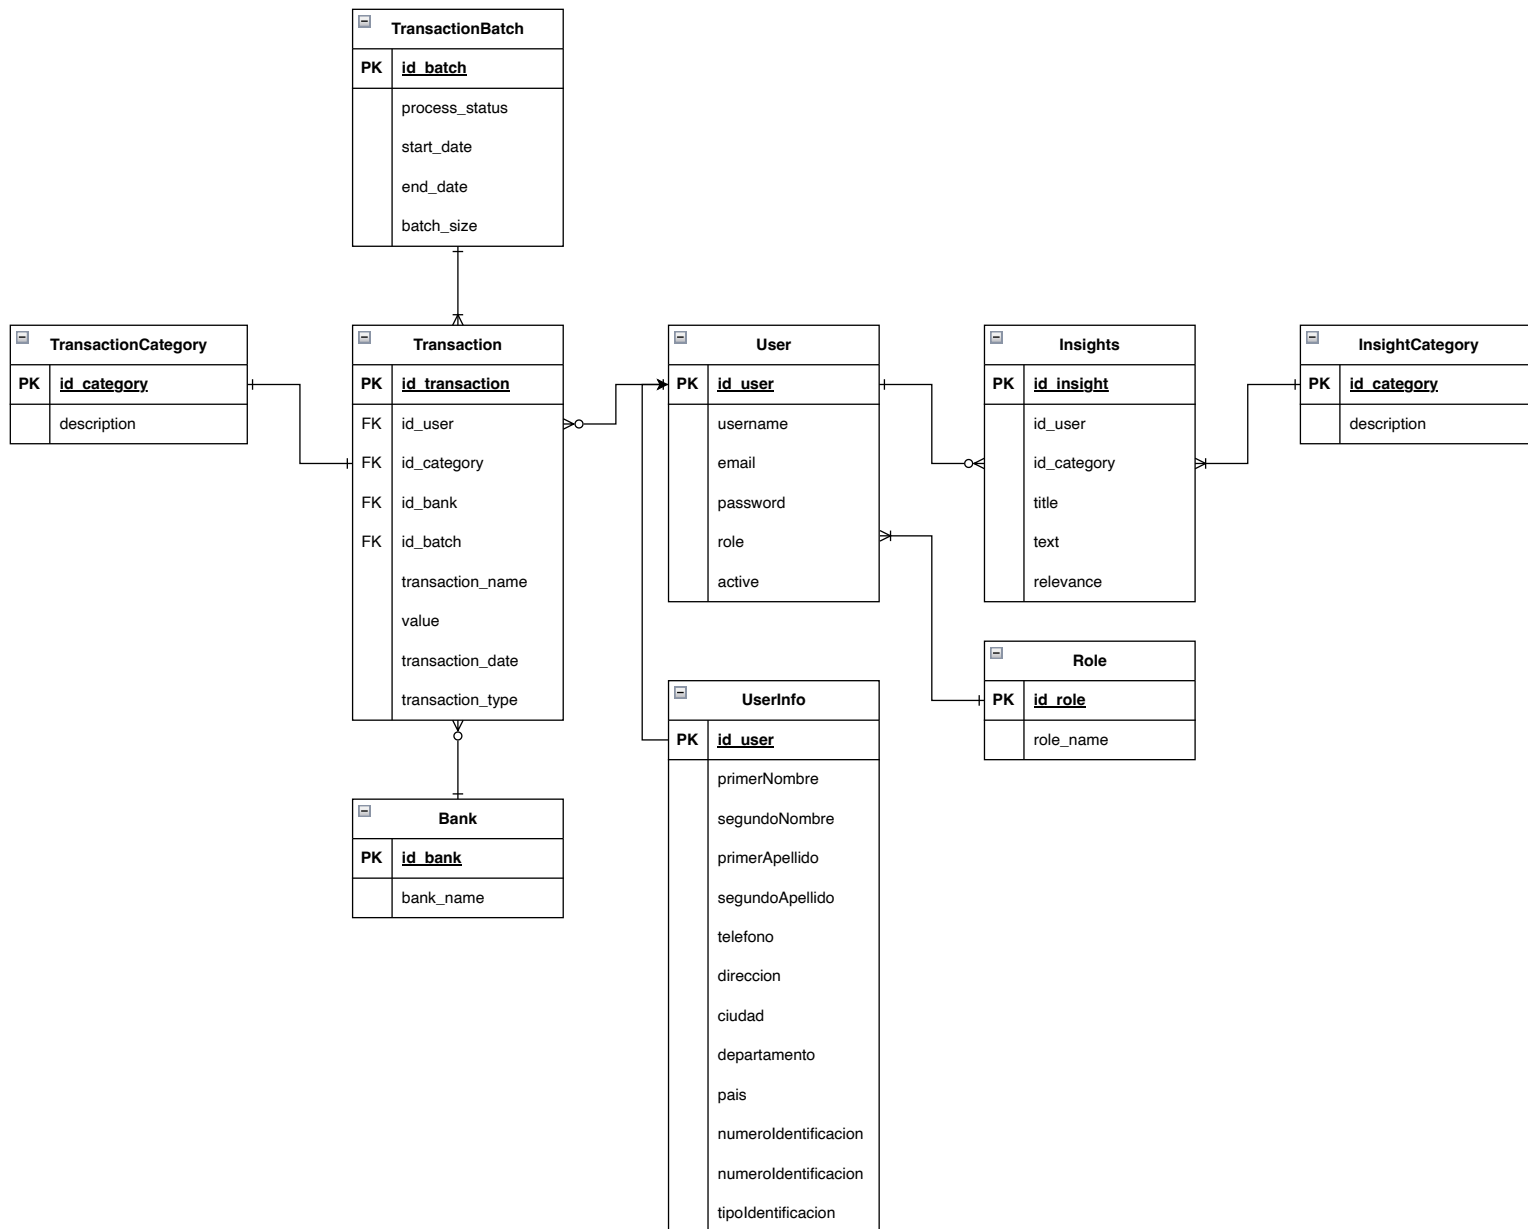 TransactionBatch
PK id_batch
process_status
start_date
end_date
batch_size
TransactionCategory
PK id_category
description
Transaction
PK id_transaction
FK id_user
FK id_category
FK id_bank
FK id_batch
transaction_name
value
transaction_date
transaction_type
User
PK id_user
username
email
password
role
active
Insights
PK id_insight
id_user
id_category
title
text
relevance
InsightCategory
PK id_category
description
Role
PK id_role
role_name
UserInfo
PK id_user
primerNombre
segundoNombre
primerApellido
segundoApellido
telefono
direccion
ciudad
departamento
pais
numeroIdentificacion
numeroIdentificacion
tipoIdentificacion
Bank
PK id_bank
bank_name